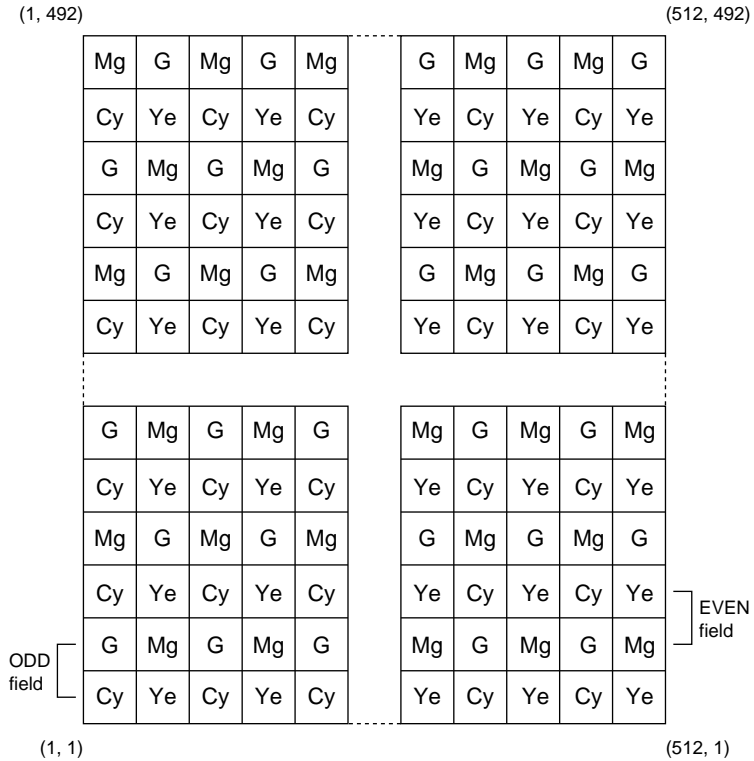 (1, 492) (512, 492)
Mg G Mg G Mg G Mg G Mg G
Cy Ye Cy Ye Cy Ye Cy Ye Cy Ye
G Mg G Mg G Mg G Mg G Mg
Cy Ye Cy Ye Cy Ye Cy Ye Cy Ye
Mg G Mg G Mg G Mg G Mg G
Cy Ye Cy Ye Cy Ye Cy Ye Cy Ye
G Mg G Mg G Mg G Mg G Mg
Cy Ye Cy Ye Cy Ye Cy Ye Cy Ye
Mg G Mg G Mg G Mg G Mg G
Cy Ye Cy Ye Cy Ye Cy Ye Cy Ye
EVEN
field
G Mg G Mg G Mg G Mg G Mg
ODD
field
Cy Ye Cy Ye Cy Ye Cy Ye Cy Ye
(1, 1) (512, 1)